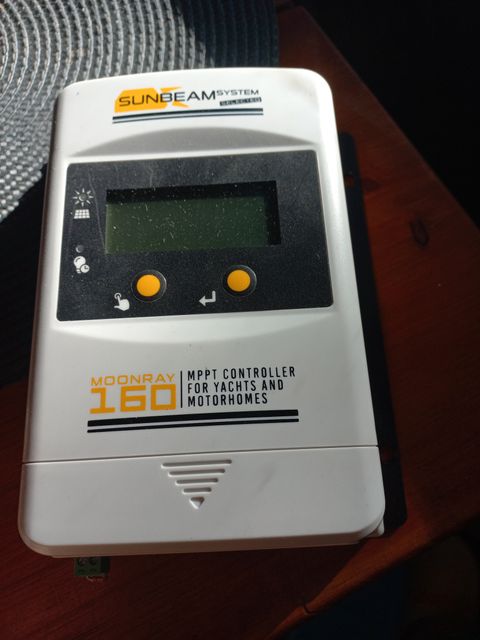 SUNBEAM SYSTEM
SELECTED
MOONRAY
160
MPPT CONTROLLER
FOR YACHTS AND
MOTORHOMES